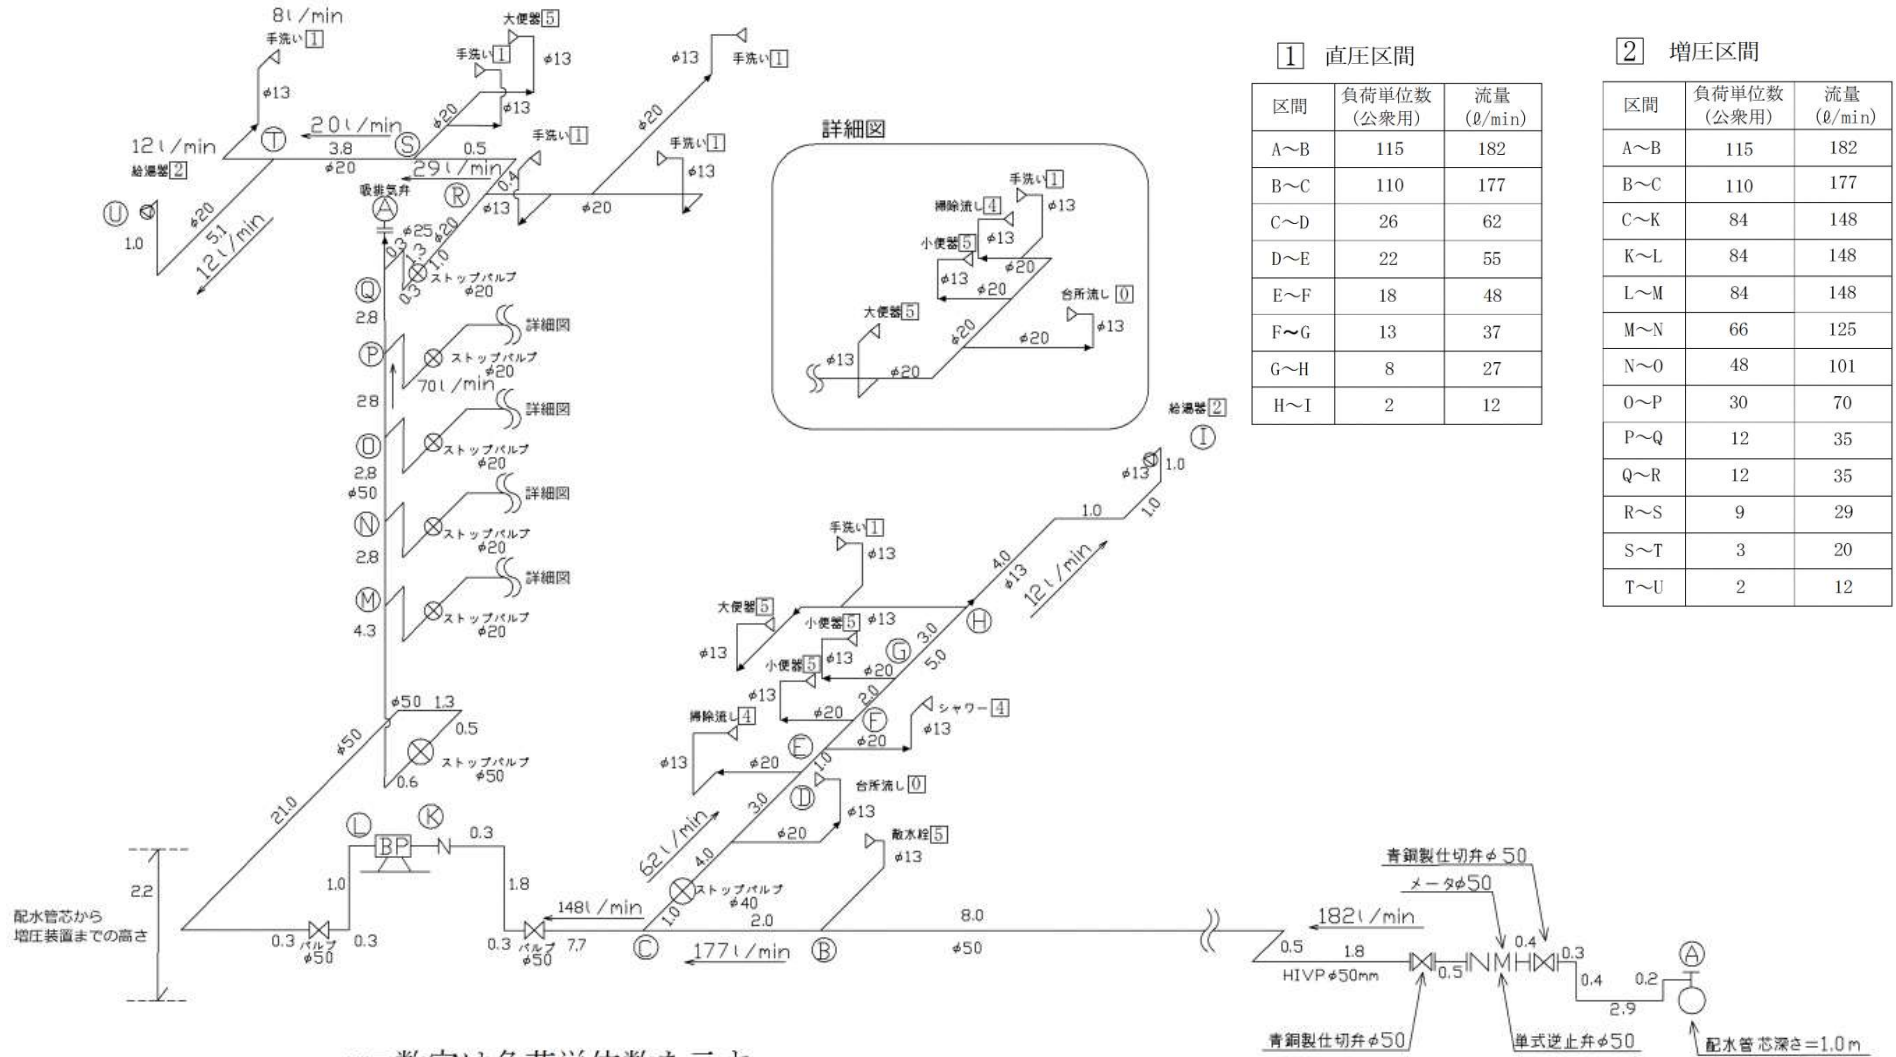 8l/min
手洗い 1
φ13
大便器 5
手洗い 1
φ13
φ13
φ20
φ13
手洗い 1
φ20
手洗い 1
φ13
手洗い 1
12l/min
給湯器 2
T
20l/min
3.8
φ20
S
0.5
29l/min
0.4
R
φ13
φ20
U
1.0
φ20
5.1
12l/min
吸排気弁
A
φ25
0.3
1.3
φ20
1.0
0.3
ストップバルブ
φ20
Q
2.8
詳細図
P
ストップバルブ
φ20
70l/min
28
詳細図
O
ストップバルブ
φ20
2.8
φ50
詳細図
N
ストップバルブ
φ20
2.8
詳細図
M
ストップバルブ
φ20
4.3
φ50 1.3
0.5
φ50
ストップバルブ
φ50
0.6
21.0
L
K
BP
N
0.3
2.2
1.0
1.8
配水管芯から
増圧装置までの高さ
0.3
バルブ
φ50
0.3
0.3
バルブ
φ50
7.7
148l/min
C
177l/min
2.0
B
8.0
φ50
1.0
ストップバルブ
φ40
62l/min
4.0
φ20
φ13
台所流し 0
散水栓 5
φ13
3.0
D
掃除流し 4
φ13
φ20
E
1.0
φ20
シャワー 4
φ13
小便器 5
φ13
φ20
F
2.0
小便器 5
φ13
φ20
G
3.0
5.0
大便器 5
φ13
φ13
手洗い 1
φ13
H
4.0
φ13
12l/min
1.0
1.0
φ13
1.0
給湯器 2
I
詳細図
手洗い 1
φ13
掃除流し 4
φ13
小便器 5
φ20
φ13
φ20
台所流し 0
φ13
大便器 5
φ20
φ20
φ13
φ20
1 直圧区間
区間 負荷単位数(公衆用) 流量(ℓ/min)
A～B 115 182
B～C 110 177
C～D 26 62
D～E 22 55
E～F 18 48
F～G 13 37
G～H 8 27
H～I 2 12
2 増圧区間
区間 負荷単位数(公衆用) 流量(ℓ/min)
A～B 115 182
B～C 110 177
C～K 84 148
K～L 84 148
L～M 84 148
M～N 66 125
N～O 48 101
O～P 30 70
P～Q 12 35
Q～R 12 35
R～S 9 29
S～T 3 20
T～U 2 12
青銅製仕切弁φ50
メータφ50
182l/min
0.5
1.8
HIVPφ50mm
0.5
N
M
0.4
0.3
0.4
2.9
0.2
A
青銅製仕切弁φ50
単式逆止弁φ50
配水管芯深さ=1.0m